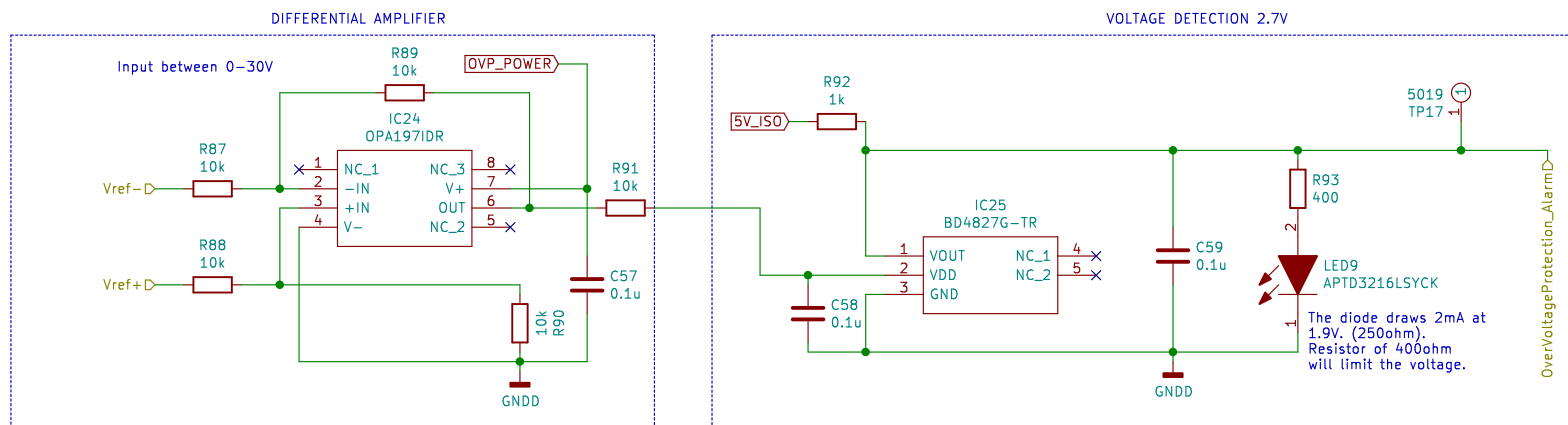 DIFFERENTIAL AMPLIFIER
Input between 0-30V
R89
10k
OVP_POWER
IC24
OPA197IDR
R87
10k
Vref-
1
NC_1
NC_3
8
2
-IN
V+
7
3
+IN
OUT
6
4
V-
NC_2
5
R91
10k
R88
10k
Vref+
C57
0.1u
10k
R90
GNDD
VOLTAGE DETECTION 2.7V
R92
1k
5V_ISO
5019
TP17
1
1
R93
400
IC25
BD4827G-TR
1
VOUT
NC_1
4
2
VDD
NC_2
5
3
GND
C58
0.1u
C59
0.1u
2
LED9
APTD3216LSYCK
1
The diode draws 2mA at
1.9V. (250ohm).
Resistor of 400ohm
will limit the voltage.
GNDD
OverVoltageProtection_Alarm